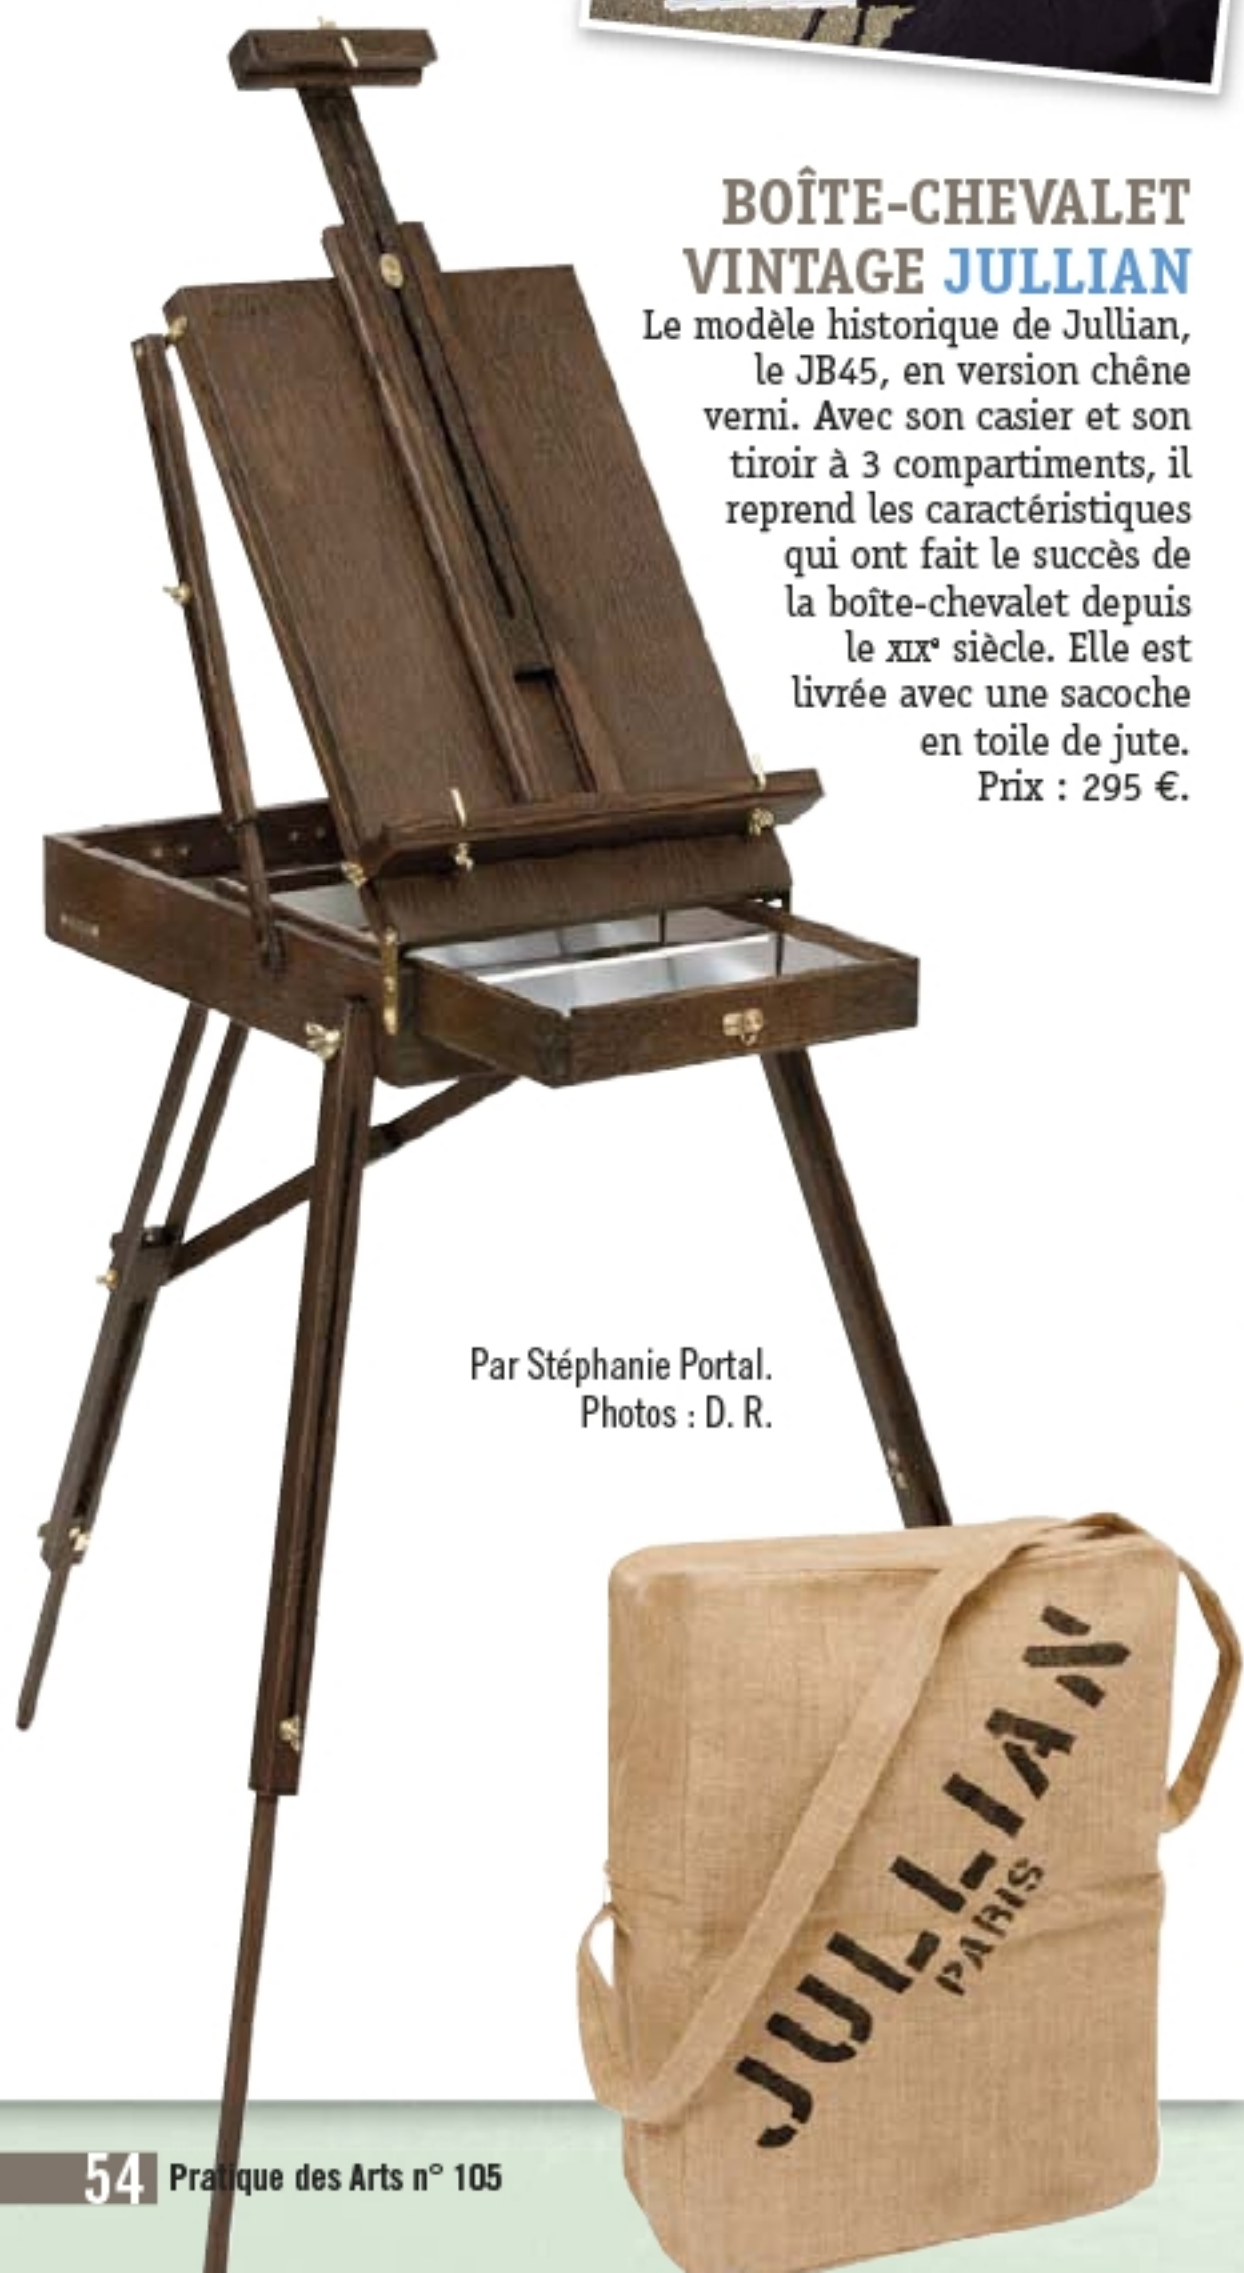 BOÎTE-CHEVALET
VINTAGE JULLIAN
Le modèle historique de Jullian,
le JB45, en version chêne
verni. Avec son casier et son
tiroir à 3 compartiments, il
reprend les caractéristiques
qui ont fait le succès de
la boîte-chevalet depuis
le XIXe siècle. Elle est
livrée avec une sacoche
en toile de jute.
Prix : 295 €.
Par Stéphanie Portal.
Photos : D. R.
JULLIAN
PARIS
54 Pratique des Arts n° 105